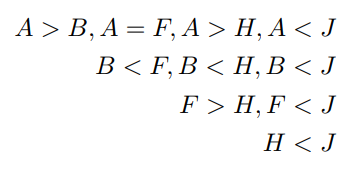 A > B, A = F, A > H, A < J
B < F, B < H, B < J
F > H, F < J
H < J